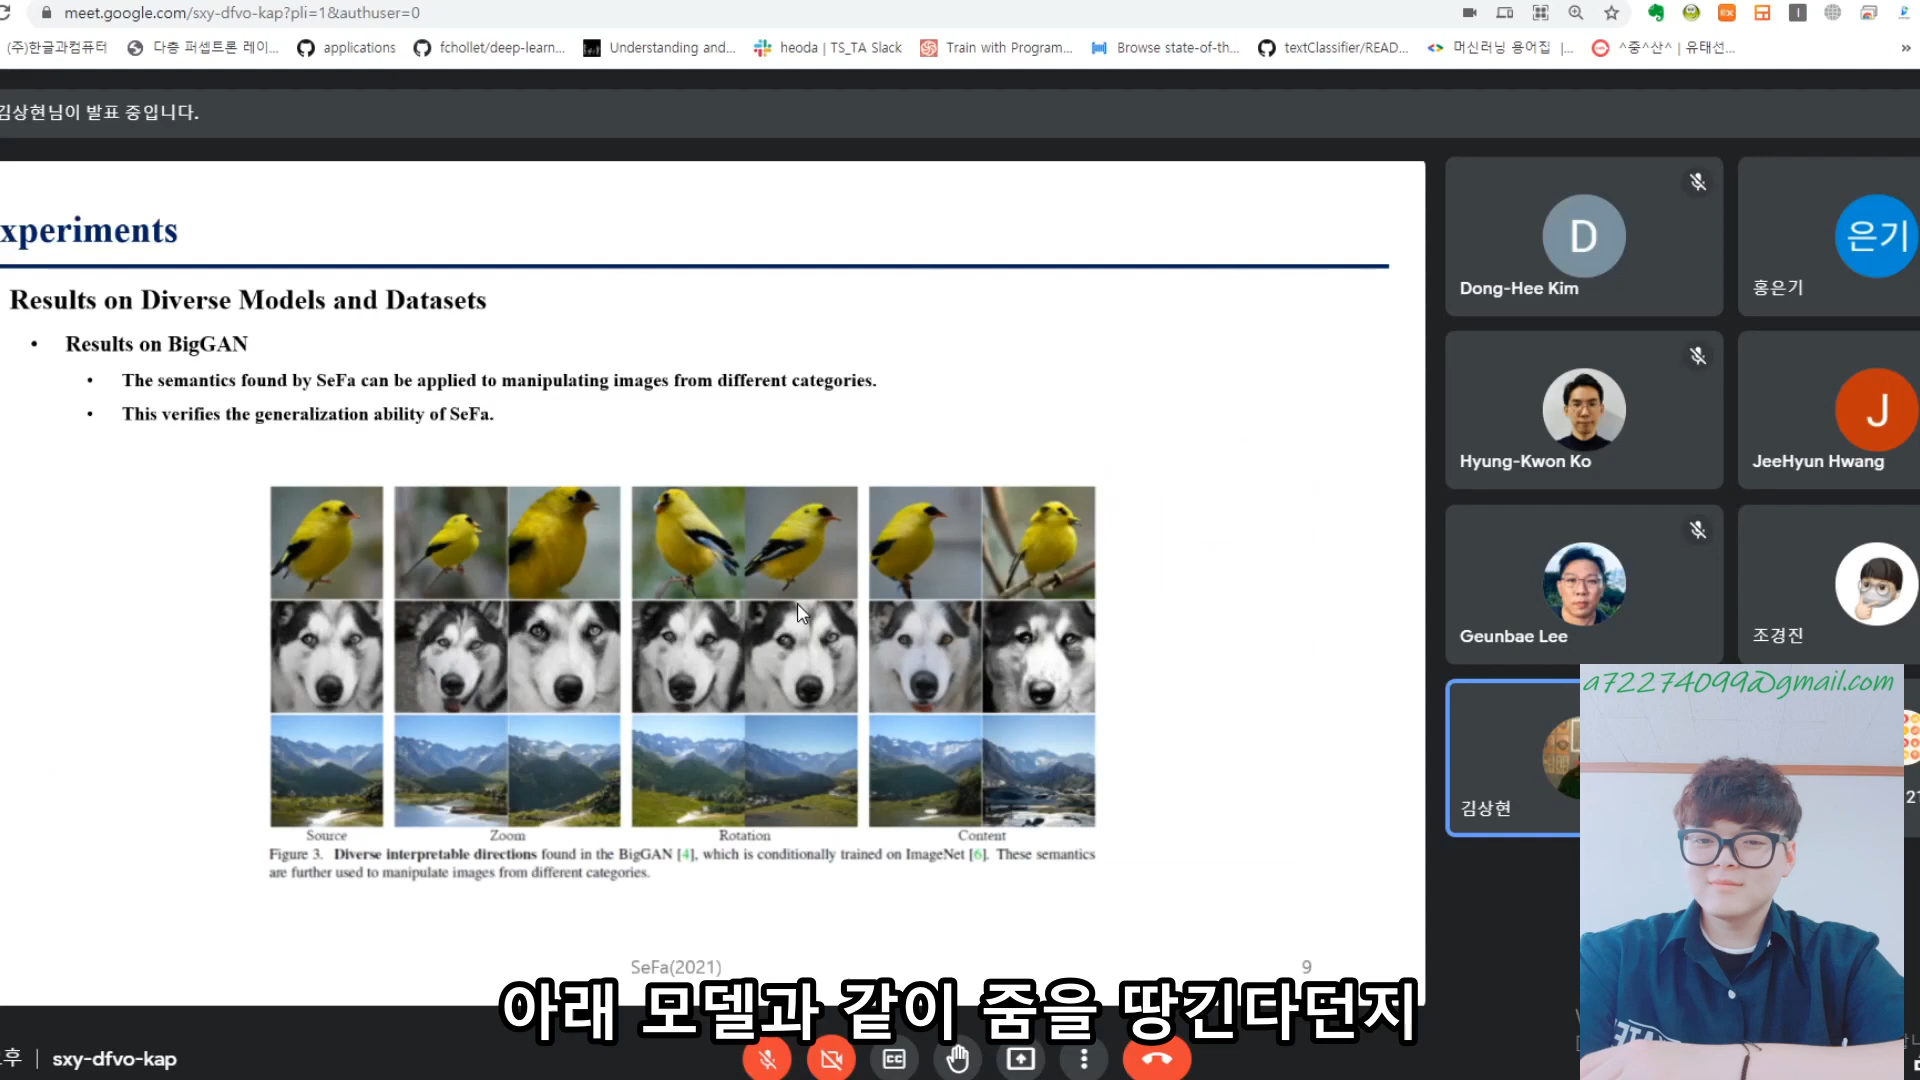 meet.google.com/sxy-dfvo-kap?pli=1&authuser=0
(주)한글과컴퓨터
다층 퍼셉트론 레이...
applications
fchollet/deep-learn...
Understanding and...
heoda | TS_TA Slack
Train with Program...
Browse state-of-th...
textClassifier/READ...
머신러닝 용어집 |...
^중^산^ | 유태선...
»
김상현님이 발표 중입니다.
xperiments
Results on Diverse Models and Datasets
• Results on BigGAN
• The semantics found by SeFa can be applied to manipulating images from different categories.
• This verifies the generalization ability of SeFa.
Source
Zoom
Rotation
Content
Figure 3. Diverse interpretable directions found in the BigGAN [4], which is conditionally trained on ImageNet [6]. These semantics
are further used to manipulate images from different categories.
SeFa(2021)
9
D
Dong-Hee Kim
은기
홍은기
Hyung-Kwon Ko
J
JeeHyun Hwang
Geunbae Lee
조경진
김상현
a72274099@gmail.com
아래 모델과 같이 줌을 땅긴다던지
후 | sxy-dfvo-kap